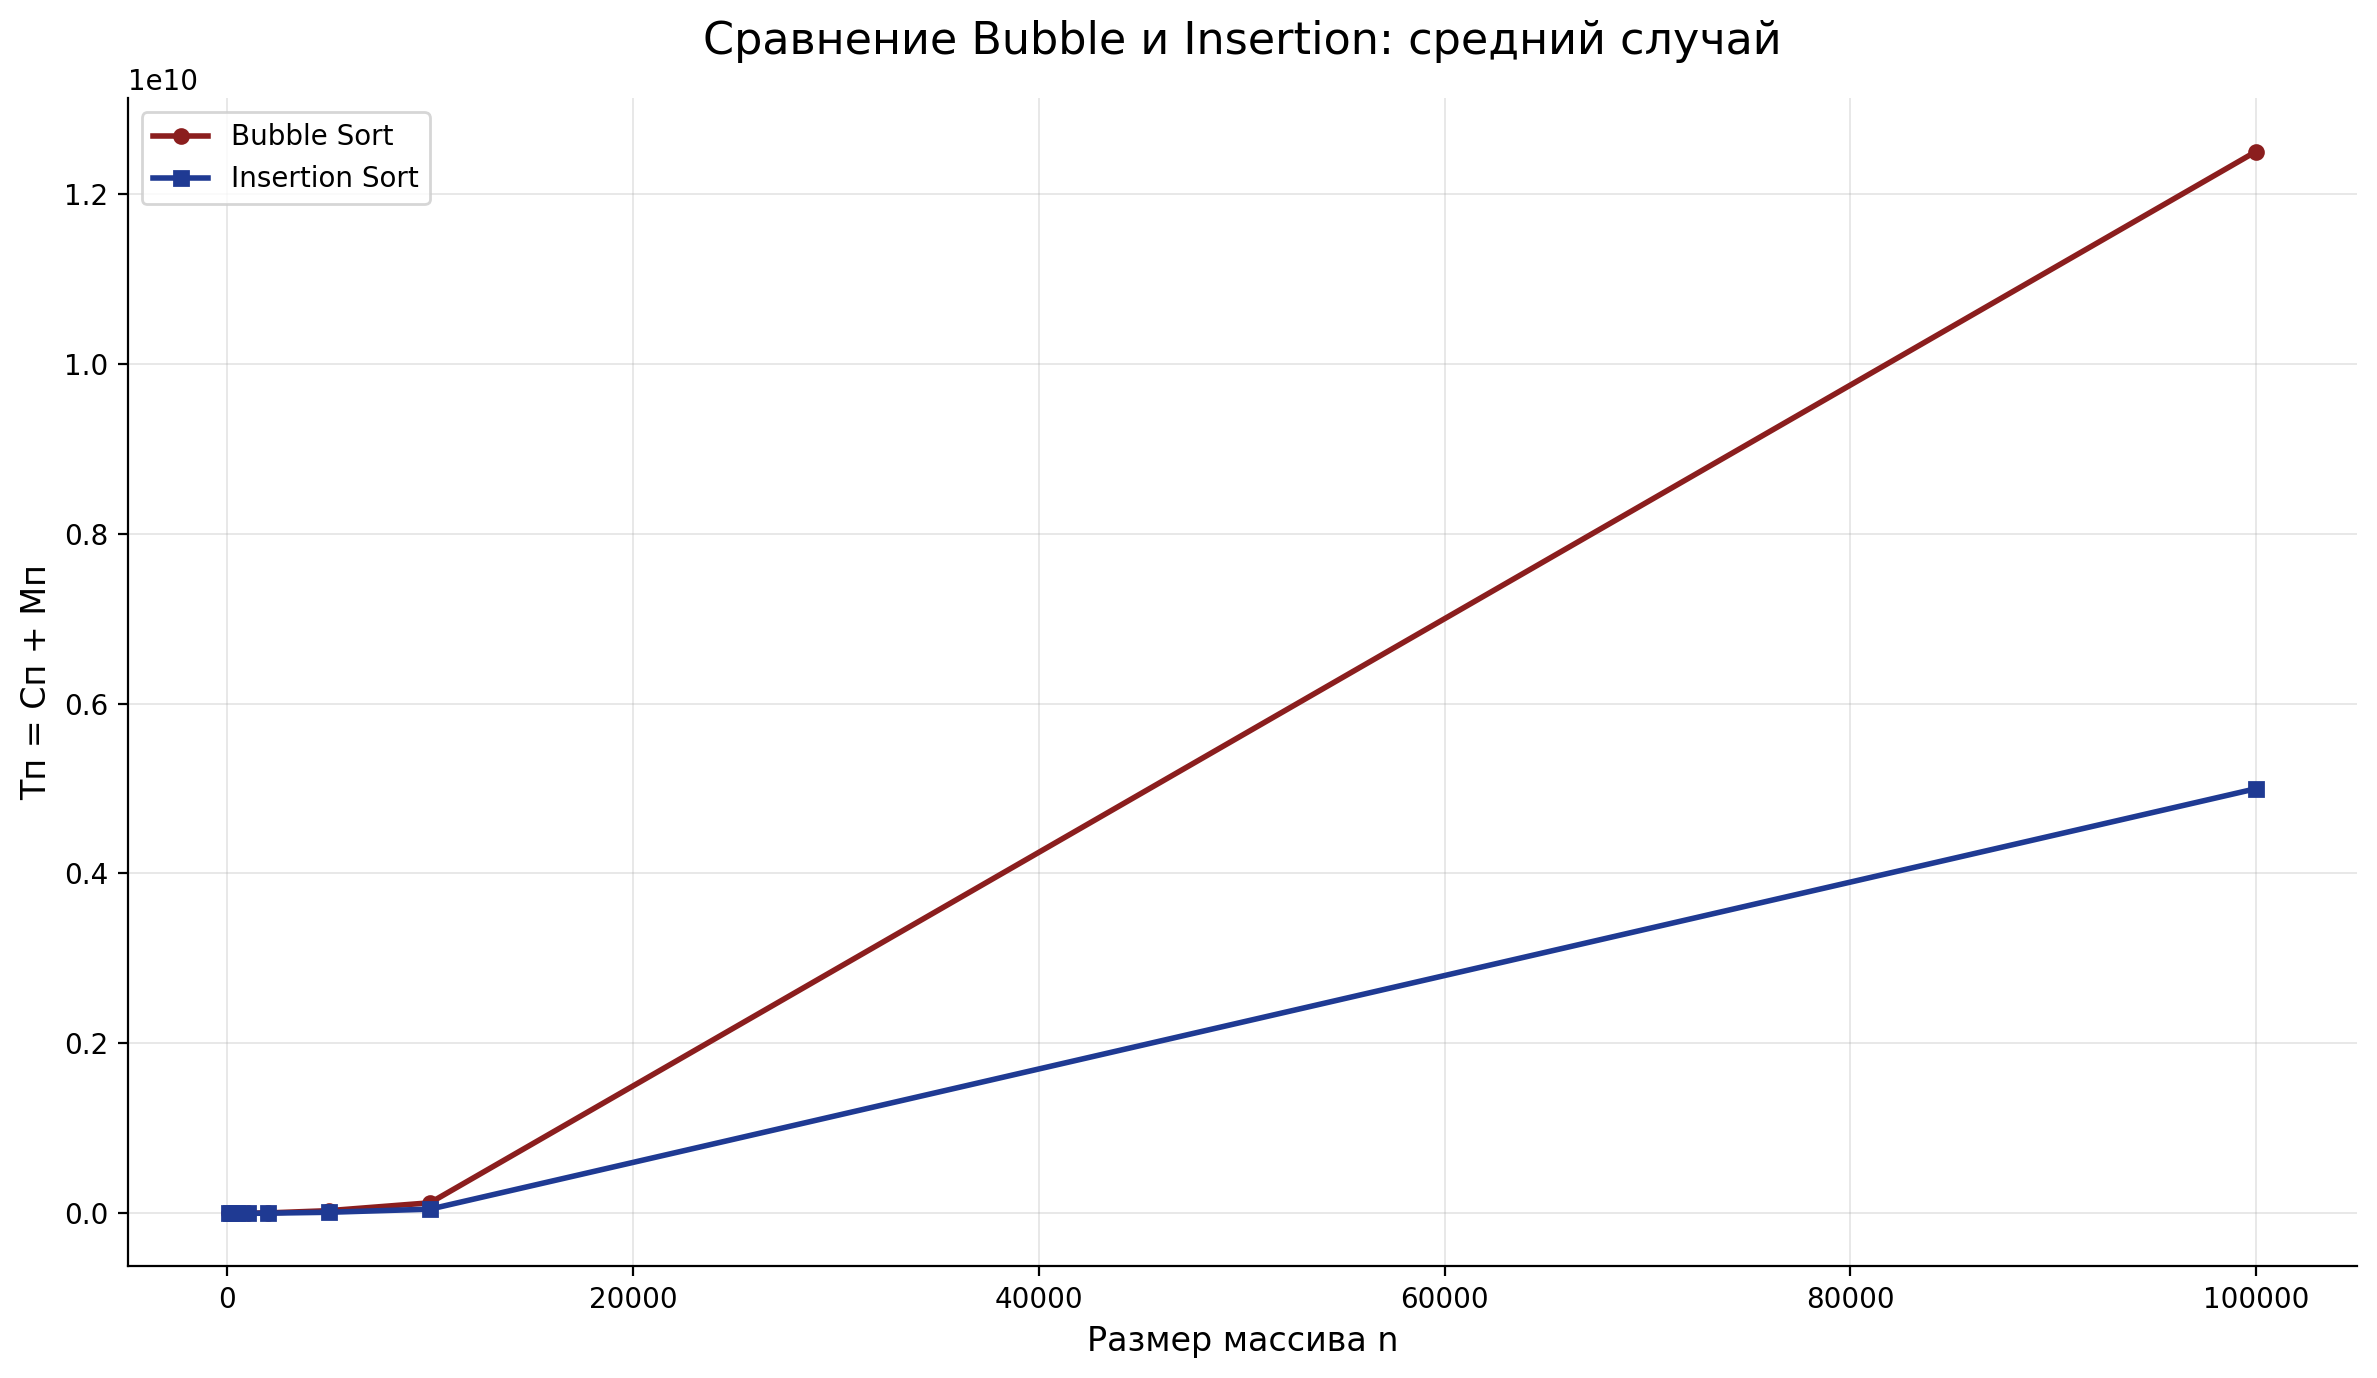 Сравнение Bubble и Insertion: средний случай
1e10
Bubble Sort
Insertion Sort
1.2
1.0
0.8
0.6
0.4
0.2
0.0
Тп = Сп + Мп
0 20000 40000 60000 80000 100000
Размер массива n